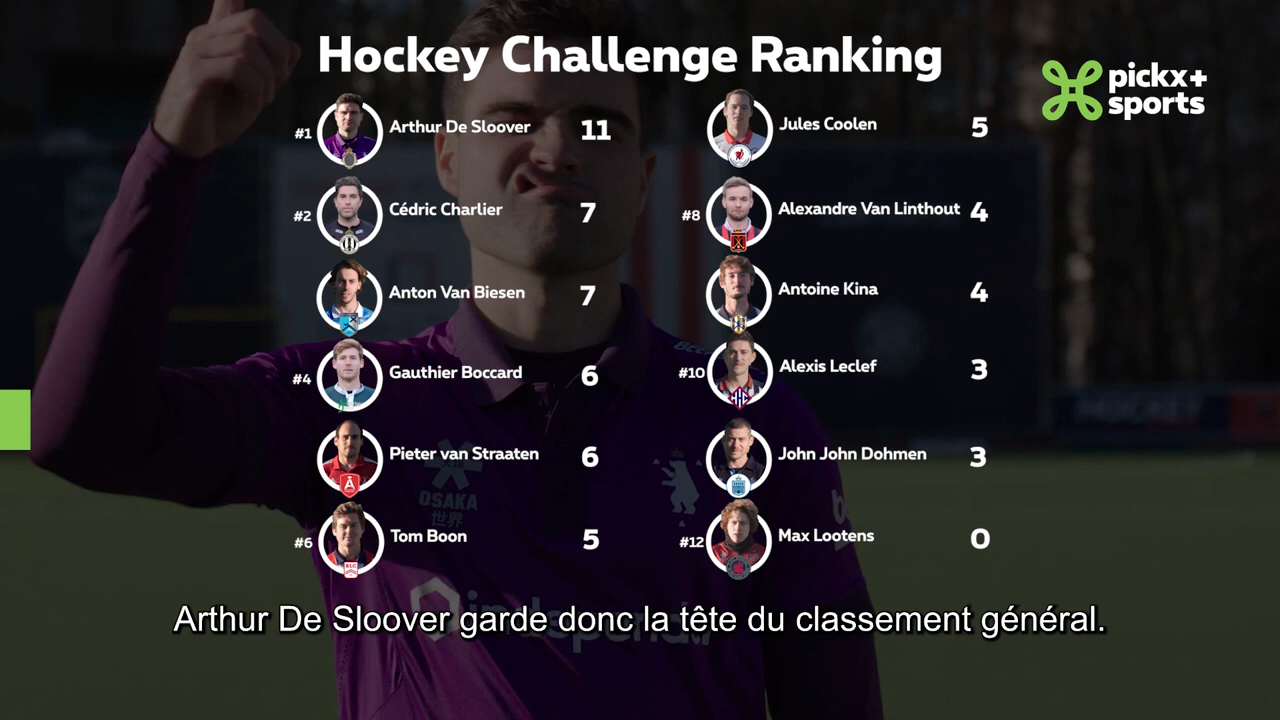 Hockey Challenge Ranking
pickx+
sports
#1 Arthur De Sloover 11
#2 Cédric Charlier 7
Anton Van Biesen 7
#4 Gauthier Boccard 6
Pieter van Straaten 6
#6 Tom Boon 5
Jules Coolen 5
#8 Alexandre Van Linthout 4
Antoine Kina 4
#10 Alexis Leclef 3
John John Dohmen 3
#12 Max Lootens 0
OSAKA
世界
Arthur De Sloover garde donc la tête du classement général.